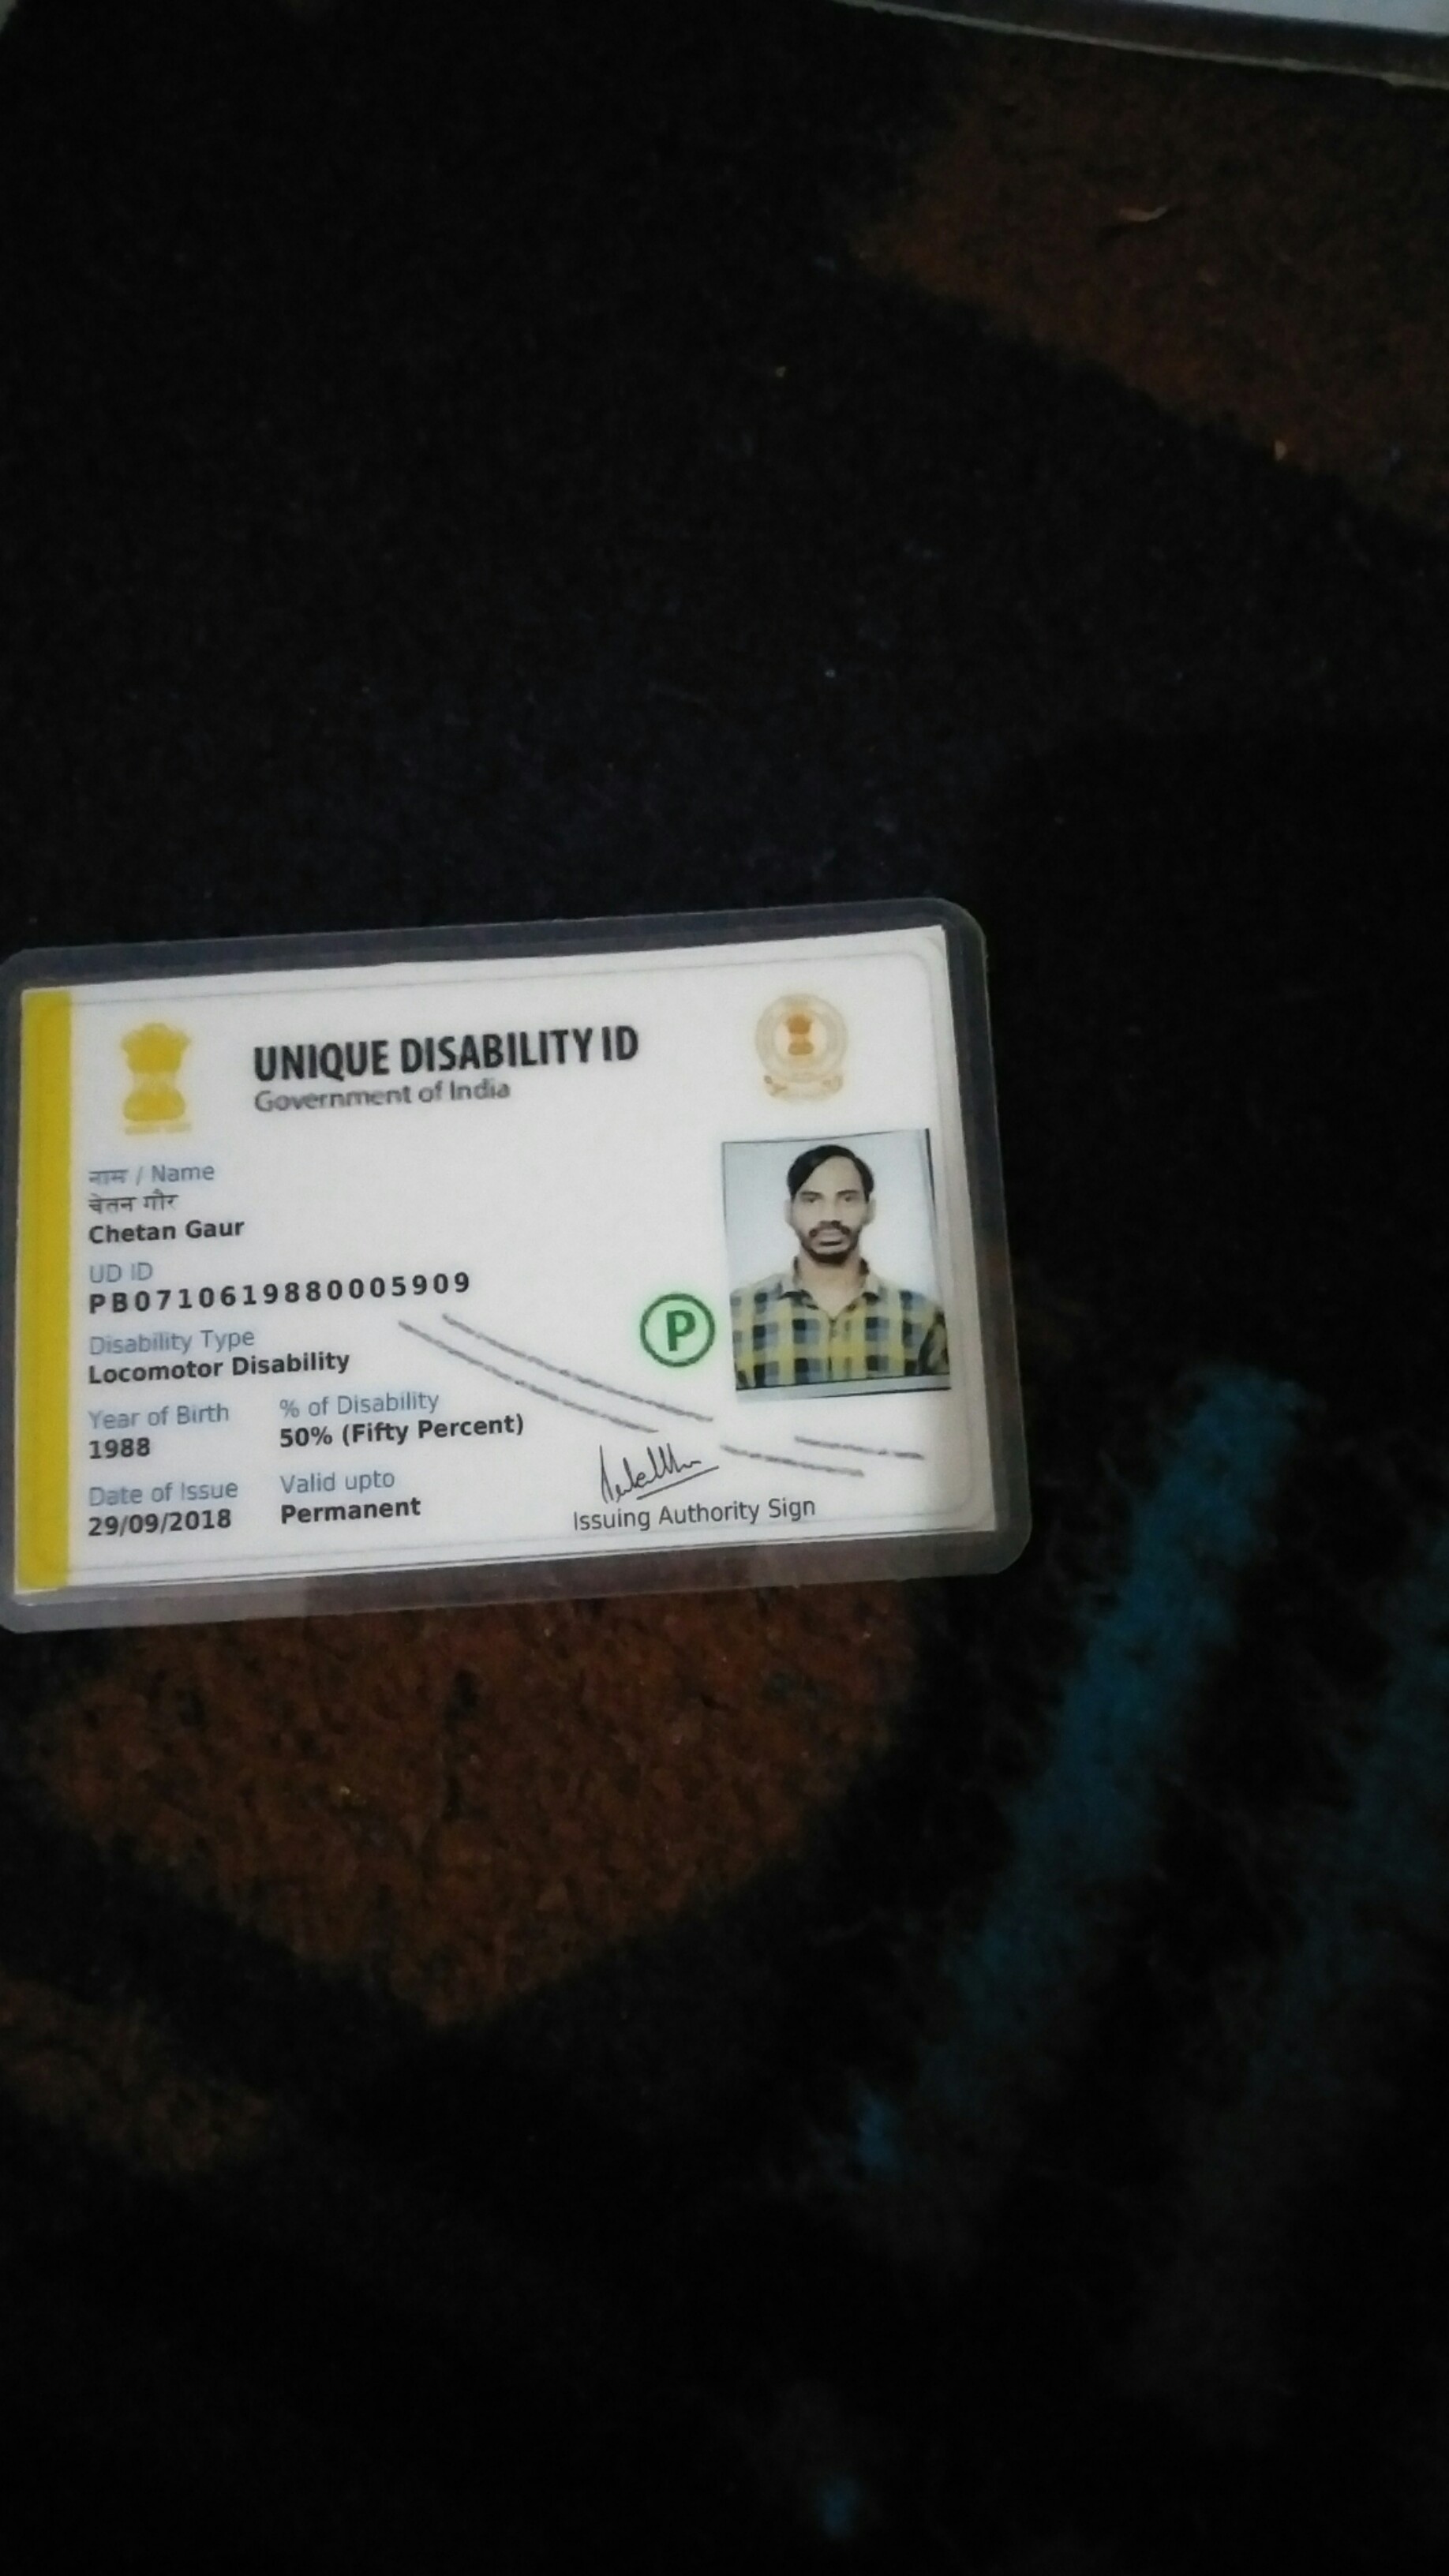 UNIQUE DISABILITY ID
Government of India
नाम / Name
चेतन गौर
Chetan Gaur
UD ID
PB0710619880005909
Disability Type
Locomotor Disability
Year of Birth
1988
% of Disability
50% (Fifty Percent)
Date of Issue
29/09/2018
Valid upto
Permanent
P
Issuing Authority Sign